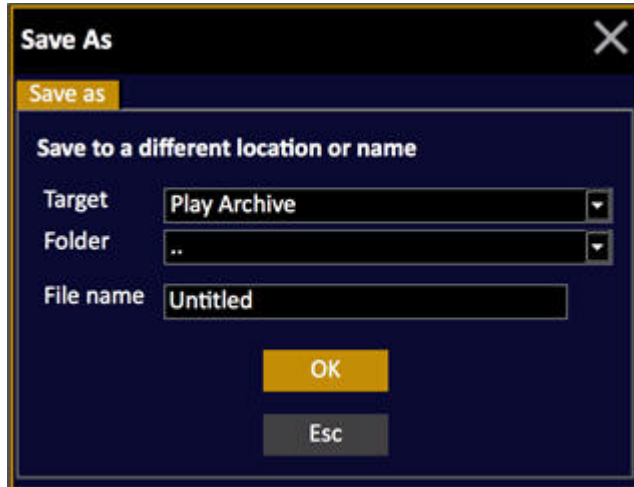 Save As
Save as
Save to a different location or name
Target Play Archive
Folder ..
File name Untitled
OK
Esc